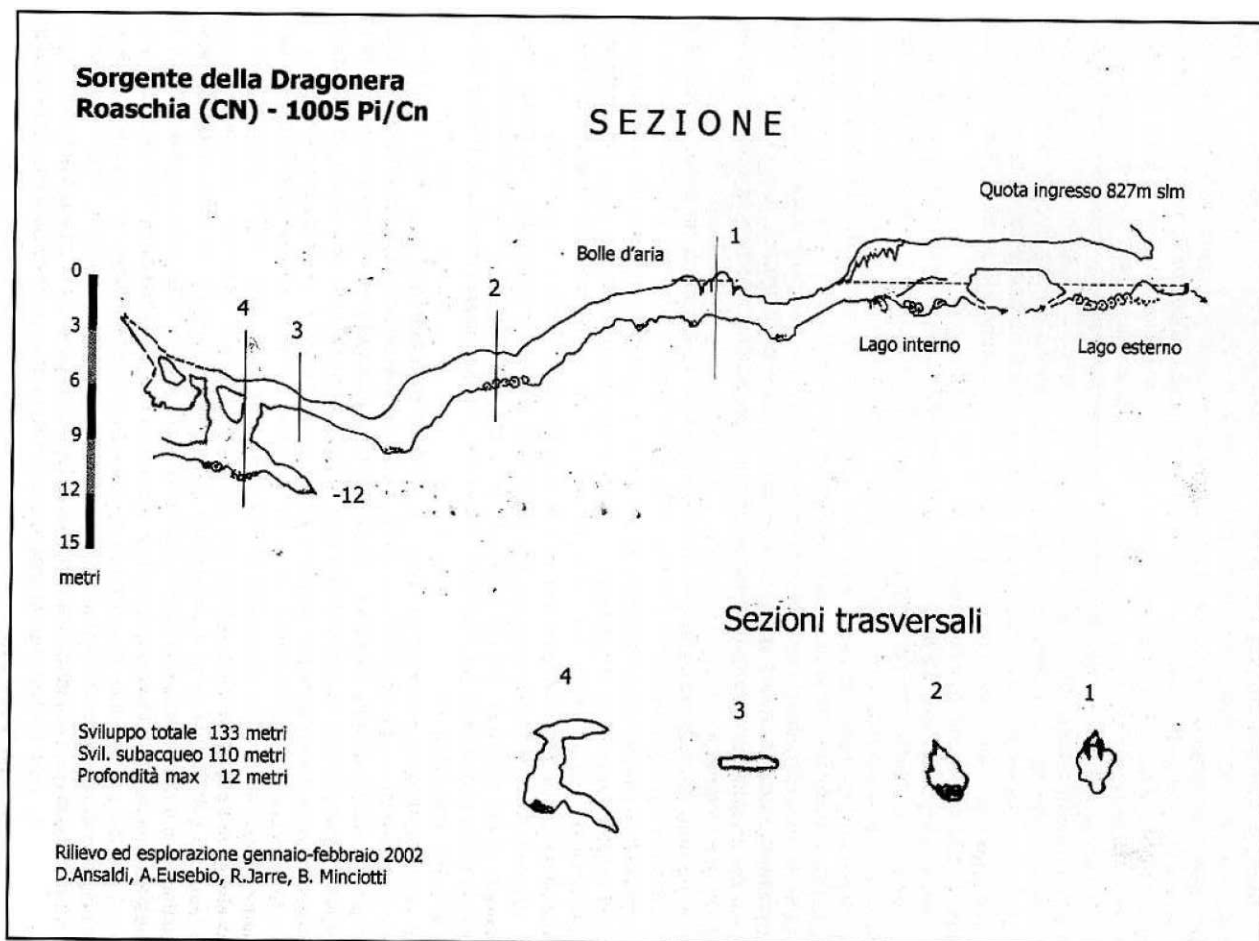 Sorgente della Dragonera
Roaschia (CN) - 1005 Pi/Cn
SEZIONE
Quota ingresso 827m slm
Bolle d'aria
1
2
3
4
0
3
6
9
12
15
metri
-12
Lago interno
Lago esterno
Sezioni trasversali
4
3
2
1
Sviluppo totale 133 metri
Svil. subacqueo 110 metri
Profondità max 12 metri
Rilievo ed esplorazione gennaio-febbraio 2002
D.Ansaldi, A.Eusebio, R.Jarre, B. Minciotti